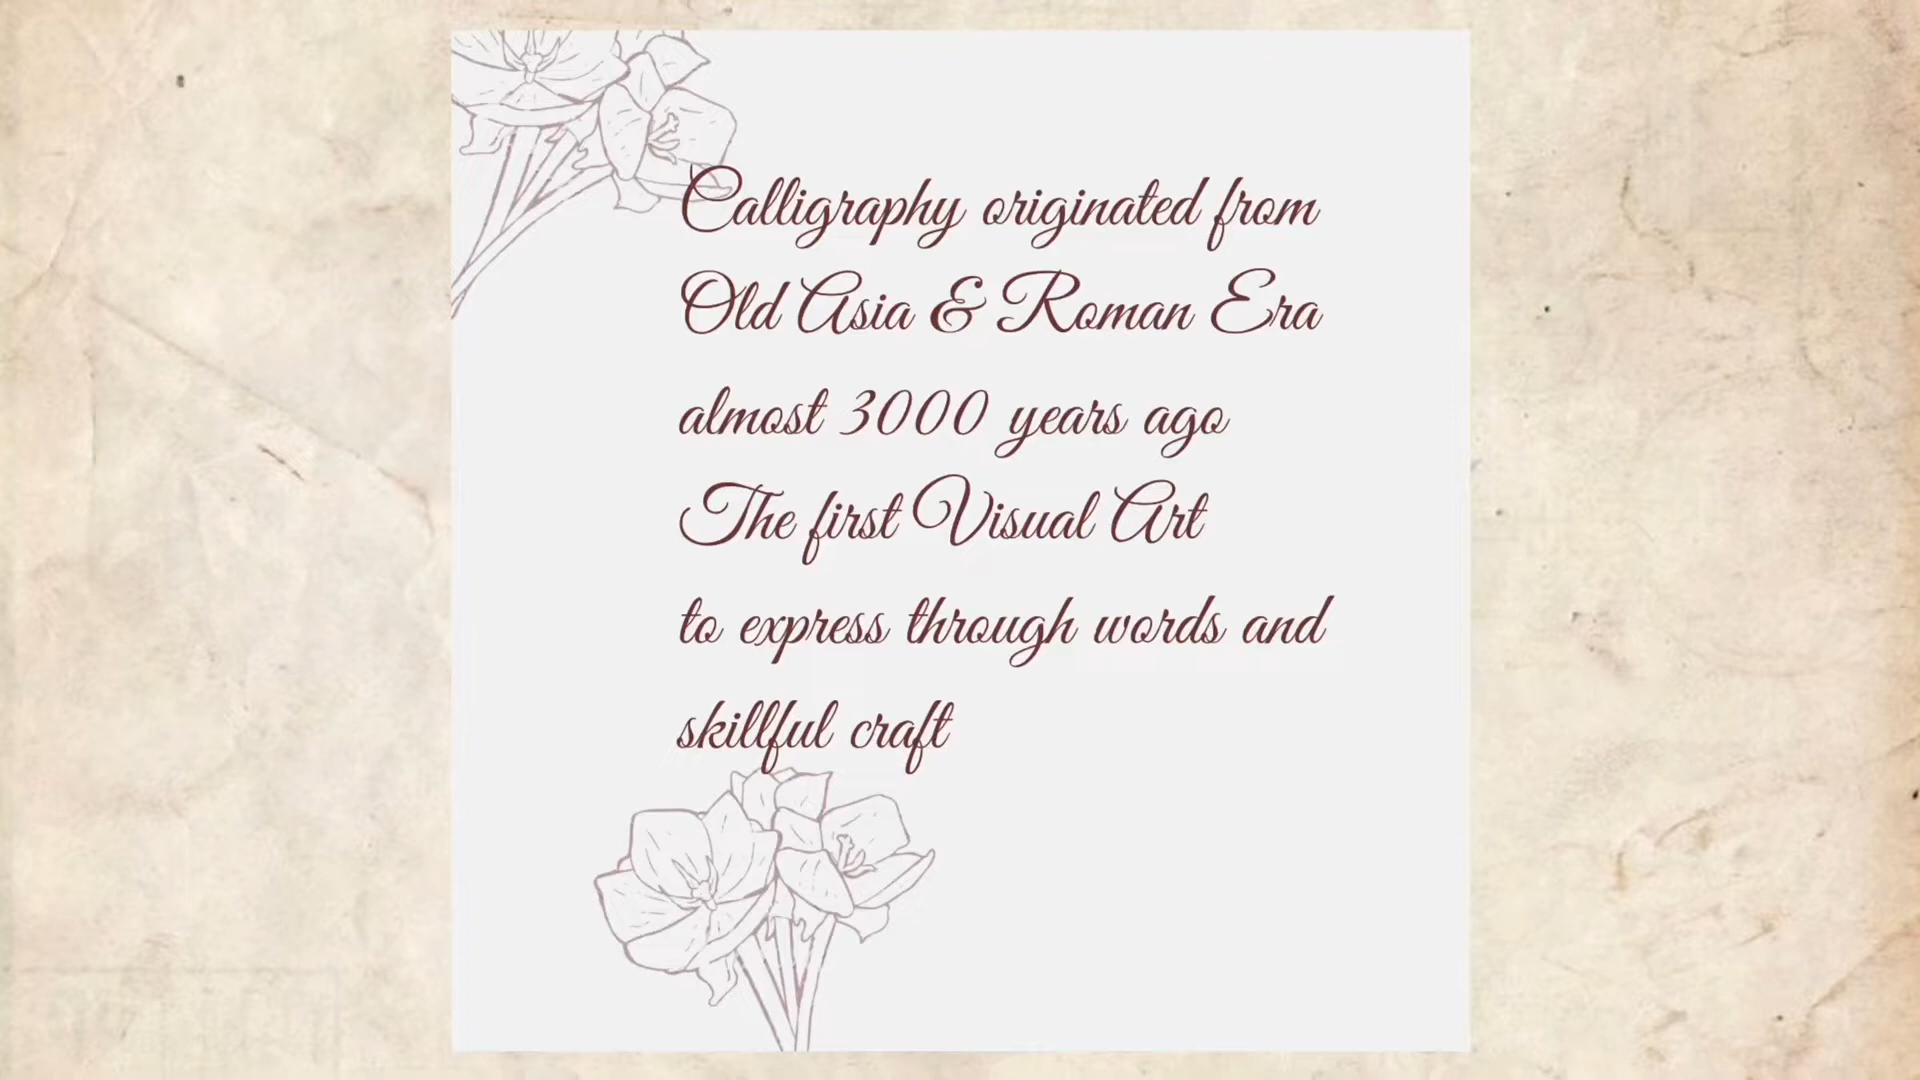 Calligraphy originated from
Old Asia & Roman Era
almost 3000 years ago
The first Visual Art
to express through words and
skillful craft